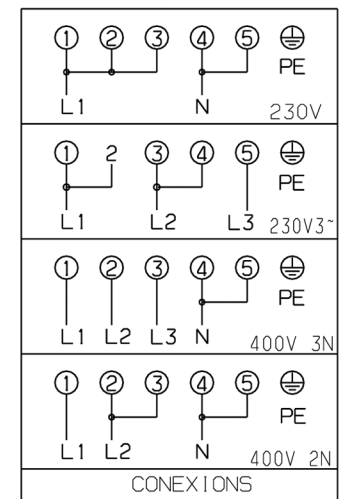 1 2 3 4 5
PE
L1 N 230V
1 2 3 4 5
PE
L1 L2 L3 230V3~
1 2 3 4 5
PE
L1 L2 L3 N 400V 3N
1 2 3 4 5
PE
L1 L2 N 400V 2N
CONEXIONS